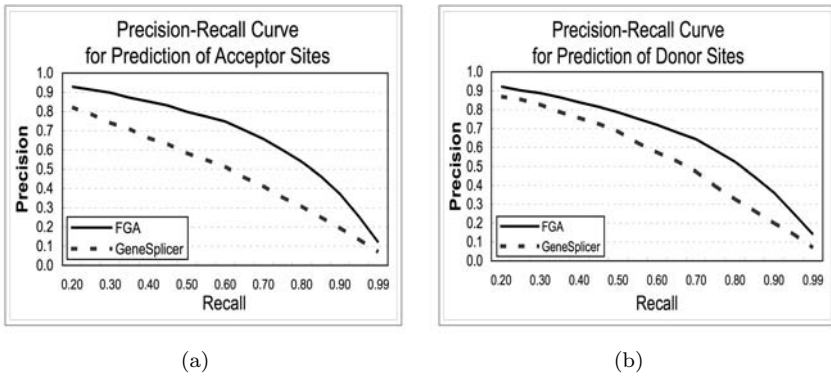 Precision-Recall Curve
for Prediction of Acceptor Sites
Precision
1.0
0.9
0.8
0.7
0.6
0.5
0.4
0.3
0.2
0.1
0.0
FGA
GeneSplicer
0.20 0.30 0.40 0.50 0.60 0.70 0.80 0.90 0.99
Recall
(a)
Precision-Recall Curve
for Prediction of Donor Sites
Precision
1.0
0.9
0.8
0.7
0.6
0.5
0.4
0.3
0.2
0.1
0.0
FGA
GeneSplicer
0.20 0.30 0.40 0.50 0.60 0.70 0.80 0.90 0.99
Recall
(b)